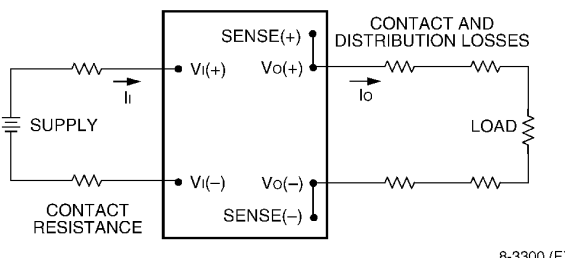 CONTACT AND
DISTRIBUTION LOSSES
SENSE(+)
VI(+)
VO(+)
II
IO
SUPPLY
LOAD
VI(–)
VO(–)
CONTACT
RESISTANCE
SENSE(–)
8-3300